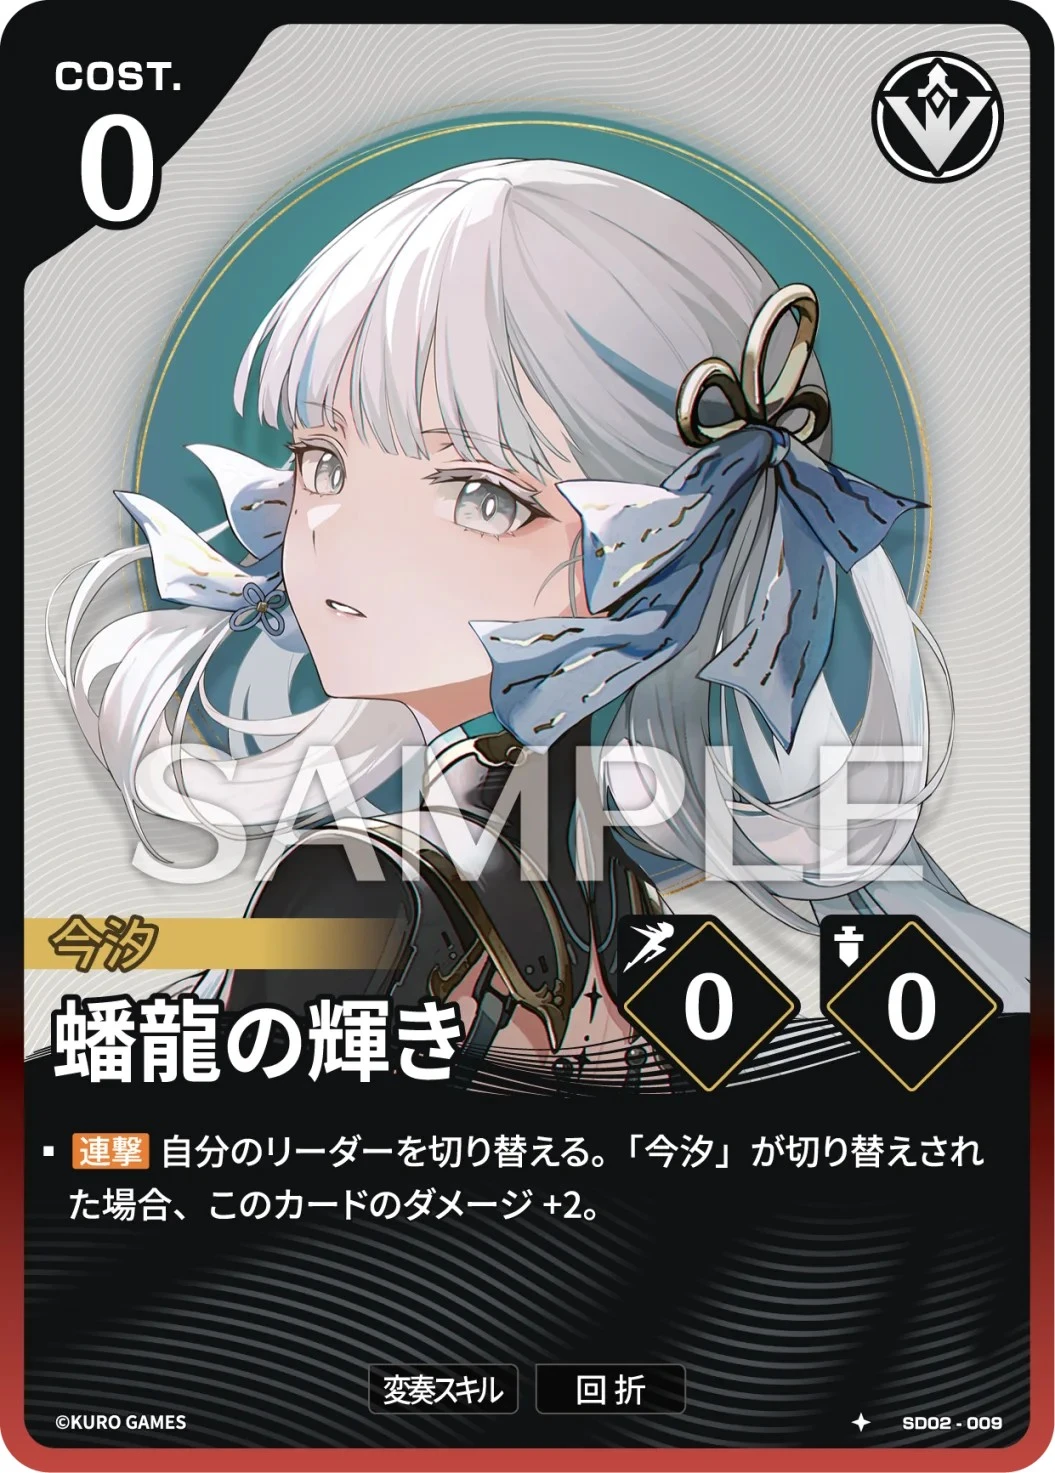 COST.
0
SAMPLE
今汐
蟠龍の輝き
0
0
▪ 連撃 自分のリーダーを切り替える。「今汐」が切り替えされ
た場合、このカードのダメージ +2。
変奏スキル
回折
©KURO GAMES
SD02 - 009